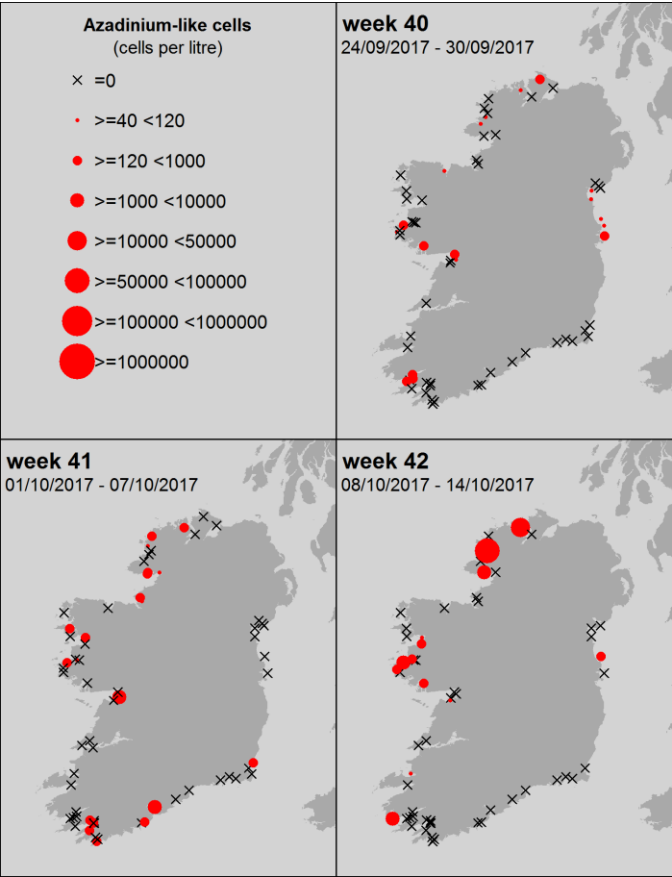 Azadinium-like cells
(cells per litre)
=0
>=40 <120
>=120 <1000
>=1000 <10000
>=10000 <50000
>=50000 <100000
>=100000 <1000000
>=1000000
week 40
24/09/2017 - 30/09/2017
week 41
01/10/2017 - 07/10/2017
week 42
08/10/2017 - 14/10/2017